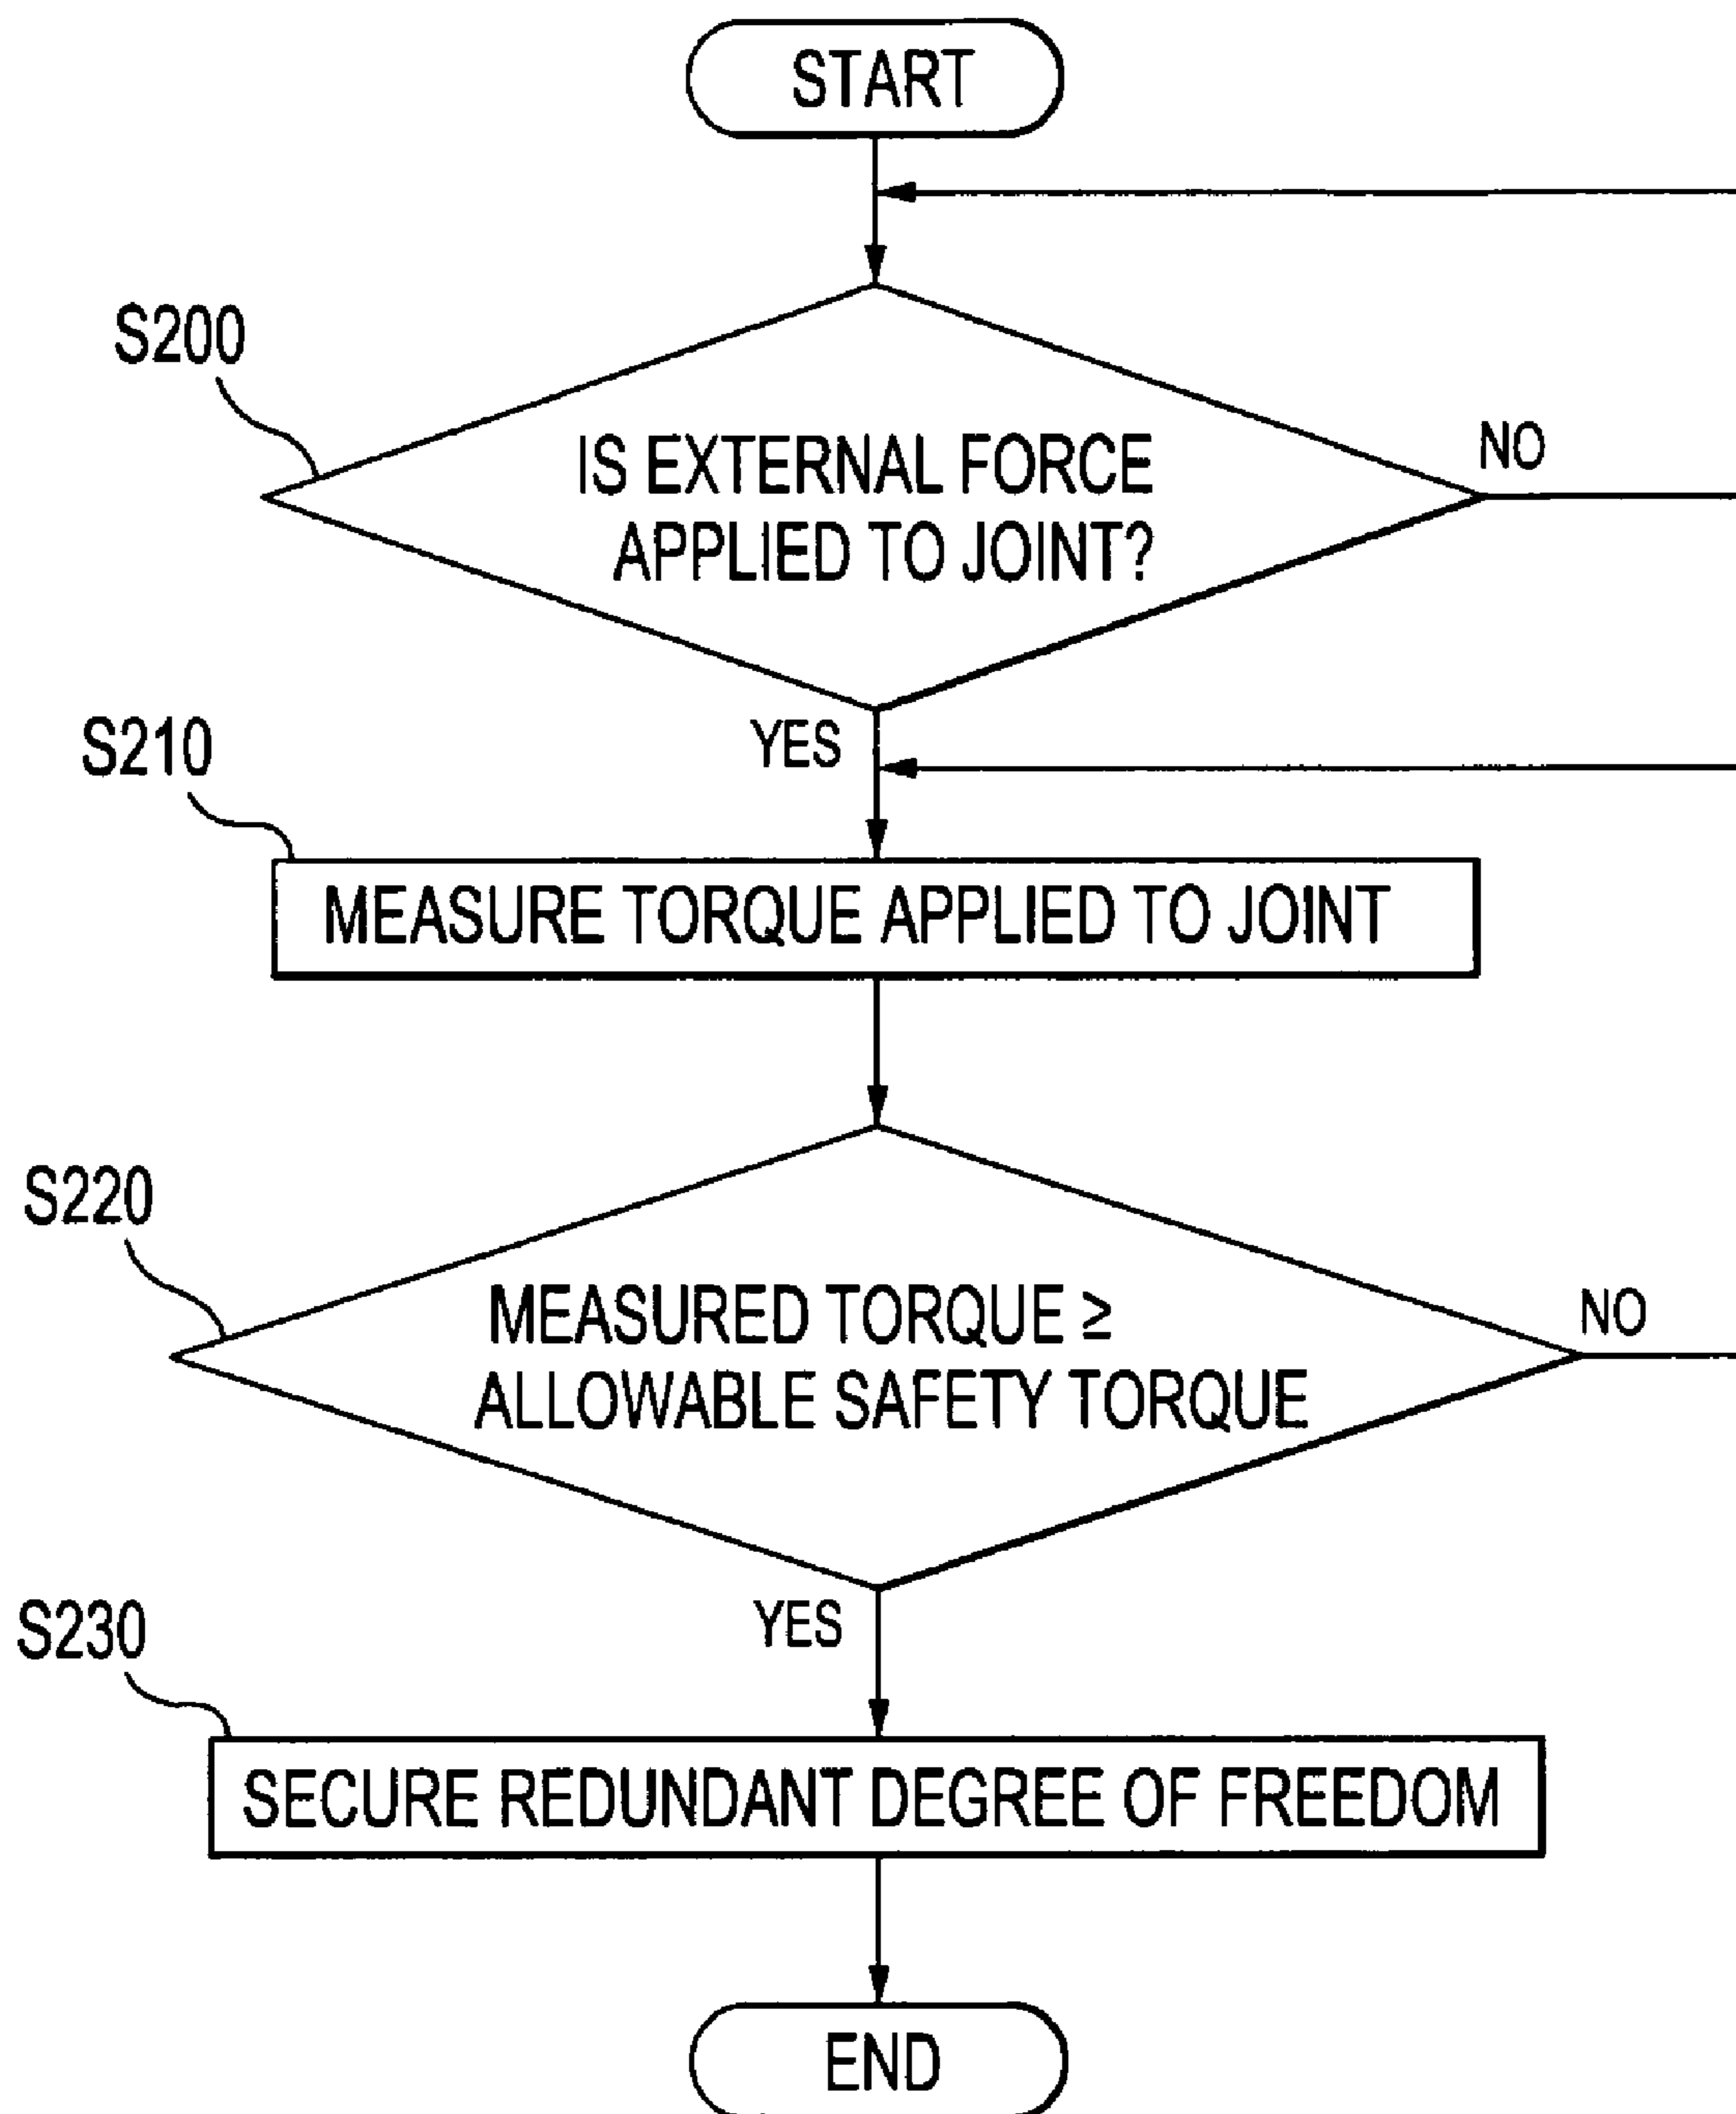 START
S200
IS EXTERNAL FORCE
APPLIED TO JOINT?
NO
YES
S210
MEASURE TORQUE APPLIED TO JOINT
S220
MEASURED TORQUE ≥
ALLOWABLE SAFETY TORQUE
NO
YES
S230
SECURE REDUNDANT DEGREE OF FREEDOM
END